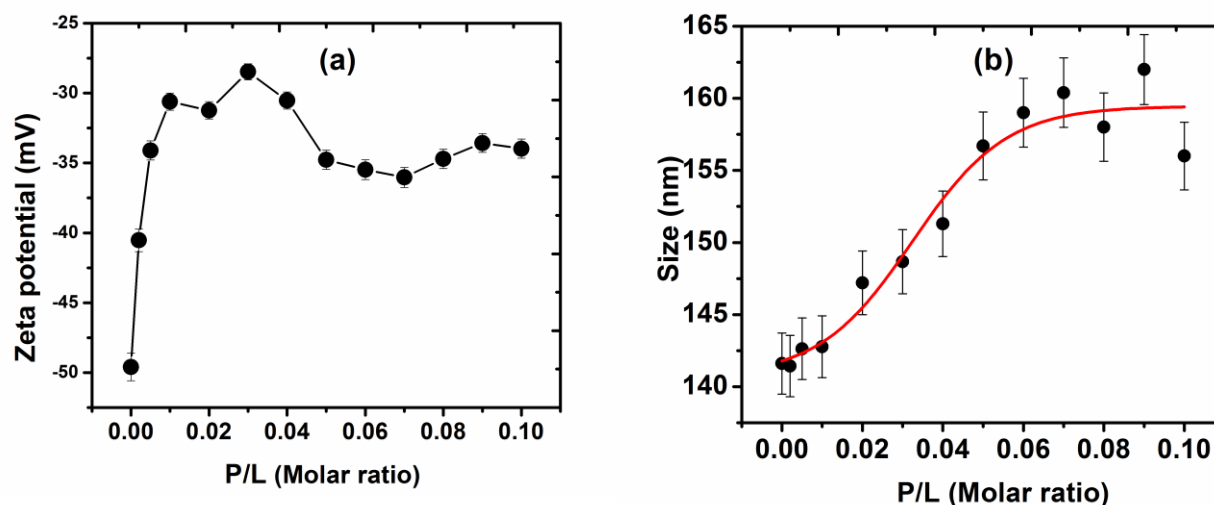 (a)
Zeta potential (mV)
-25
-30
-35
-40
-45
-50
0.00 0.02 0.04 0.06 0.08 0.10
P/L (Molar ratio)
(b)
Size (nm)
165
160
155
150
145
140
0.00 0.02 0.04 0.06 0.08 0.10
P/L (Molar ratio)